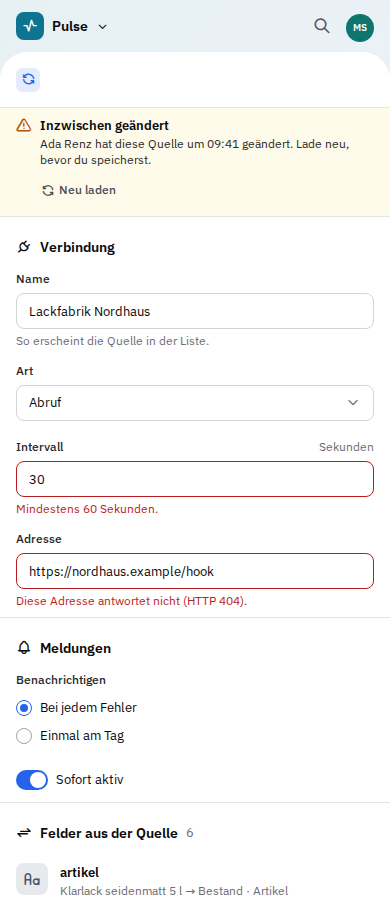 Pulse
MS
Inzwischen geändert
Ada Renz hat diese Quelle um 09:41 geändert. Lade neu,
bevor du speicherst.
Neu laden
Verbindung
Name
Lackfabrik Nordhaus
So erscheint die Quelle in der Liste.
Art
Abruf
Intervall Sekunden
30
Mindestens 60 Sekunden.
Adresse
https://nordhaus.example/hook
Diese Adresse antwortet nicht (HTTP 404).
Meldungen
Benachrichtigen
Bei jedem Fehler
Einmal am Tag
Sofort aktiv
Felder aus der Quelle 6
Aa artikel
Klarlack seidenmatt 5 l → Bestand · Artikel